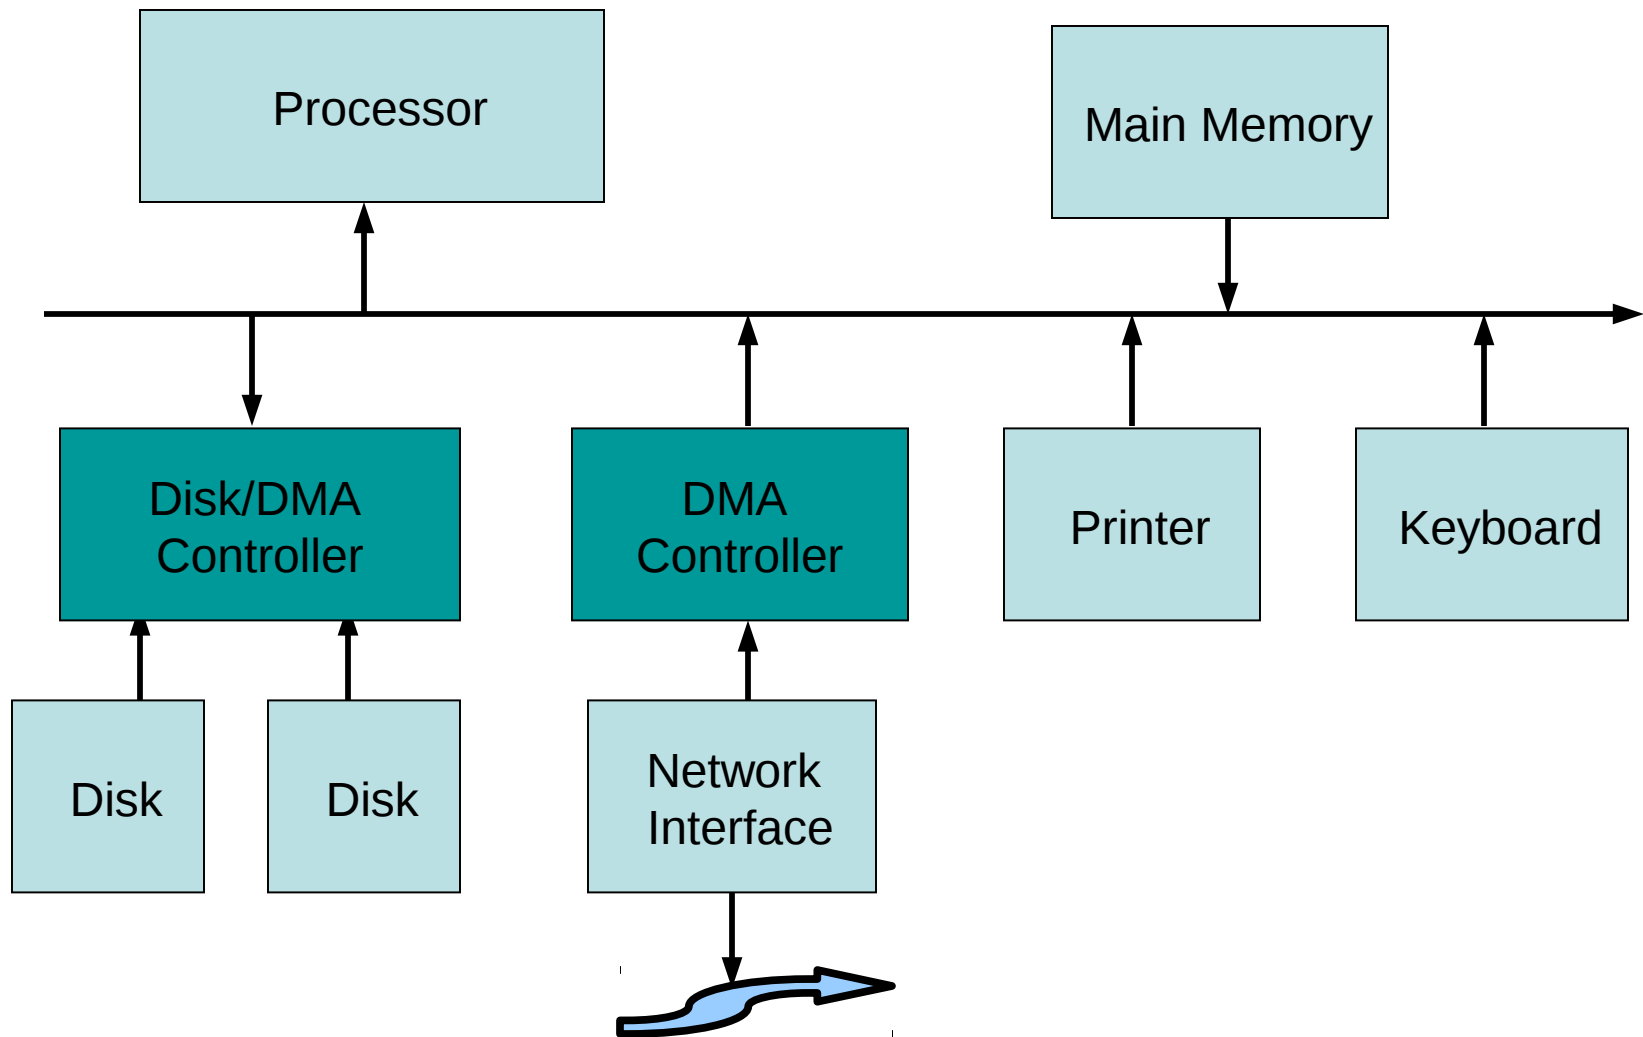 Processor
Main Memory
Disk/DMA
Controller
DMA
Controller
Printer
Keyboard
Disk
Disk
Network
Interface